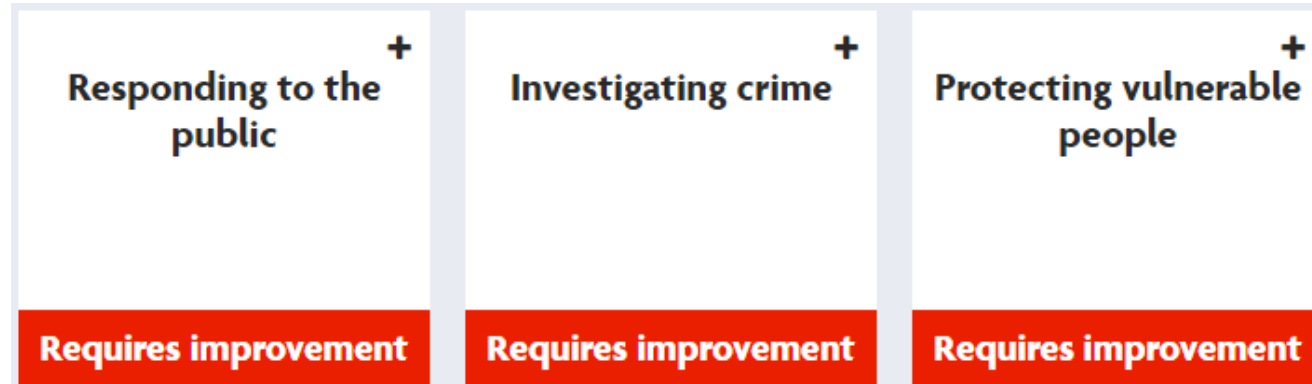 +
Responding to the
public
Requires improvement
+
Investigating crime
Requires improvement
+
Protecting vulnerable
people
Requires improvement